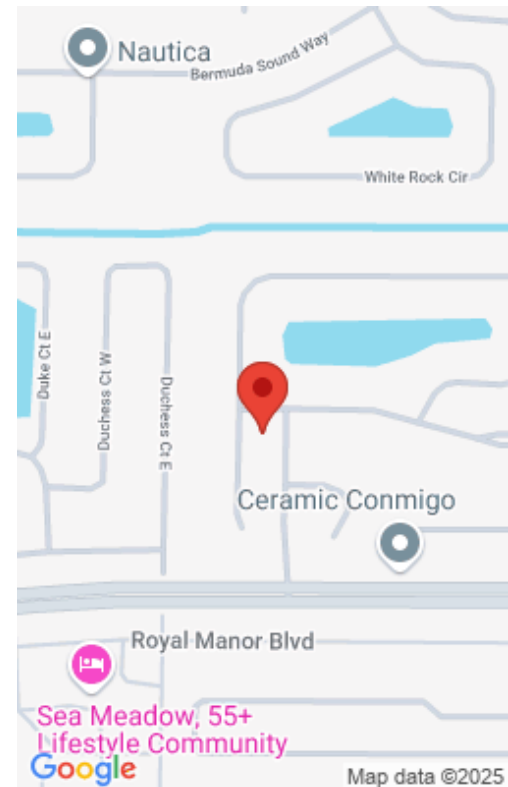 Nautica
Bermuda Sound Way
White Rock Cir
Duke Ct E
Duchess Ct W
Duchess Ct E
Ceramic Conmigo
Royal Manor Blvd
Sea Meadow, 55+
Lifestyle Community
Google
Map data ©2025